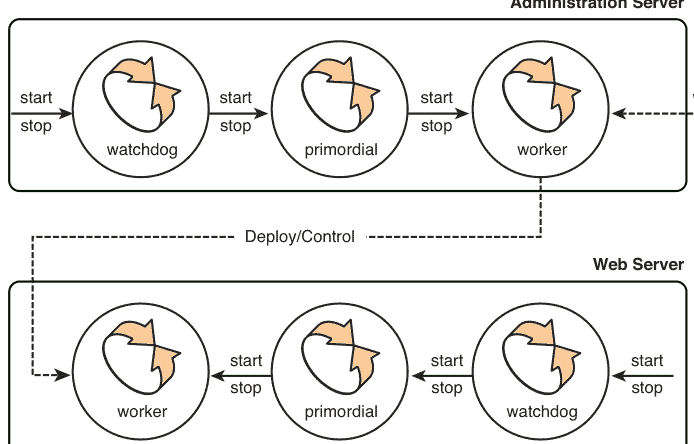 Administration Server
start
stop
watchdog
start
stop
primordial
start
stop
worker
Deploy/Control
Web Server
worker
start
stop
primordial
start
stop
watchdog
start
stop